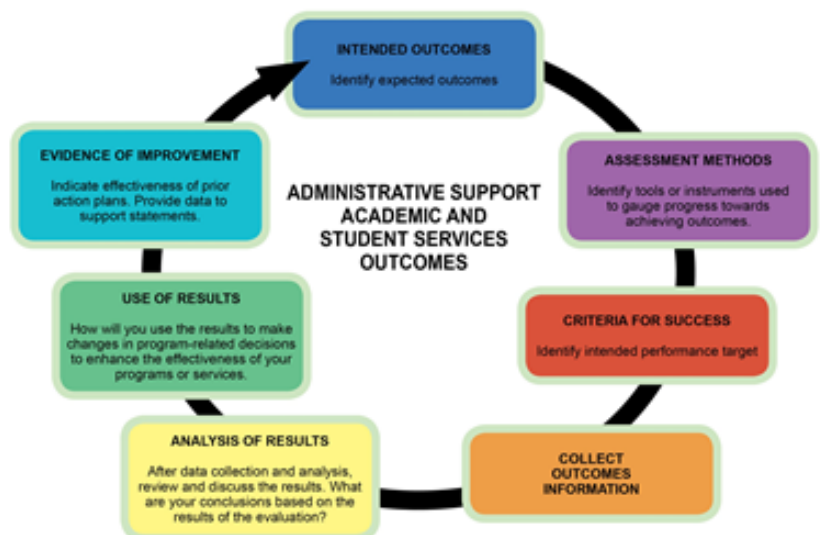 INTENDED OUTCOMES
Identify expected outcomes
ASSESSMENT METHODS
Identify tools or instruments used
to gauge progress towards
achieving outcomes.
CRITERIA FOR SUCCESS
Identify intended performance target
COLLECT
OUTCOMES
INFORMATION
ANALYSIS OF RESULTS
After data collection and analysis,
review and discuss the results. What
are your conclusions based on the
results of the evaluation?
USE OF RESULTS
How will you use the results to make
changes in program-related decisions
to enhance the effectiveness of your
programs or services.
EVIDENCE OF IMPROVEMENT
Indicate effectiveness of prior
action plans. Provide data to
support statements.
ADMINISTRATIVE SUPPORT
ACADEMIC AND
STUDENT SERVICES
OUTCOMES